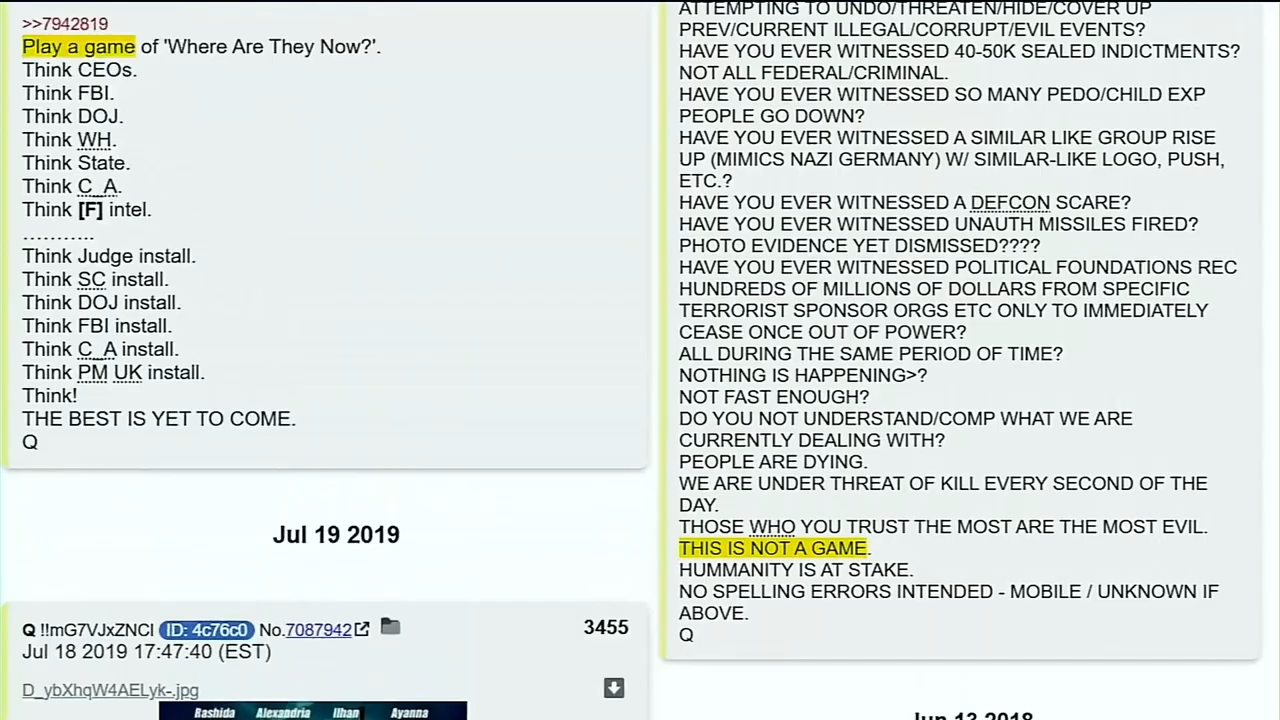 >>7942819
Play a game of 'Where Are They Now?'.
Think CEOs.
Think FBI.
Think DOJ.
Think WH.
Think State.
Think C_A.
Think [F] intel.
...........
Think Judge install.
Think SC install.
Think DOJ install.
Think FBI install.
Think C_A install.
Think PM UK install.
Think!
THE BEST IS YET TO COME.
Q
Jul 19 2019
Q !!mG7VJxZNCI ID: 4c76c0 No.7087942
3455
Jul 18 2019 17:47:40 (EST)
D_ybXhqW4AELyk-.jpg
Rashida Alexandria Ilhan Ayanna
ATTEMPTING TO UNDO/THREATEN/HIDE/COVER UP
PREV/CURRENT ILLEGAL/CORRUPT/EVIL EVENTS?
HAVE YOU EVER WITNESSED 40-50K SEALED INDICTMENTS?
NOT ALL FEDERAL/CRIMINAL.
HAVE YOU EVER WITNESSED SO MANY PEDO/CHILD EXP
PEOPLE GO DOWN?
HAVE YOU EVER WITNESSED A SIMILAR LIKE GROUP RISE
UP (MIMICS NAZI GERMANY) W/ SIMILAR-LIKE LOGO, PUSH,
ETC.?
HAVE YOU EVER WITNESSED A DEFCON SCARE?
HAVE YOU EVER WITNESSED UNAUTH MISSILES FIRED?
PHOTO EVIDENCE YET DISMISSED????
HAVE YOU EVER WITNESSED POLITICAL FOUNDATIONS REC
HUNDREDS OF MILLIONS OF DOLLARS FROM SPECIFIC
TERRORIST SPONSOR ORGS ETC ONLY TO IMMEDIATELY
CEASE ONCE OUT OF POWER?
ALL DURING THE SAME PERIOD OF TIME?
NOTHING IS HAPPENING>?
NOT FAST ENOUGH?
DO YOU NOT UNDERSTAND/COMP WHAT WE ARE
CURRENTLY DEALING WITH?
PEOPLE ARE DYING.
WE ARE UNDER THREAT OF KILL EVERY SECOND OF THE
DAY.
THOSE WHO YOU TRUST THE MOST ARE THE MOST EVIL.
THIS IS NOT A GAME.
HUMMANITY IS AT STAKE.
NO SPELLING ERRORS INTENDED - MOBILE / UNKNOWN IF
ABOVE.
Q
Jun 13 2018